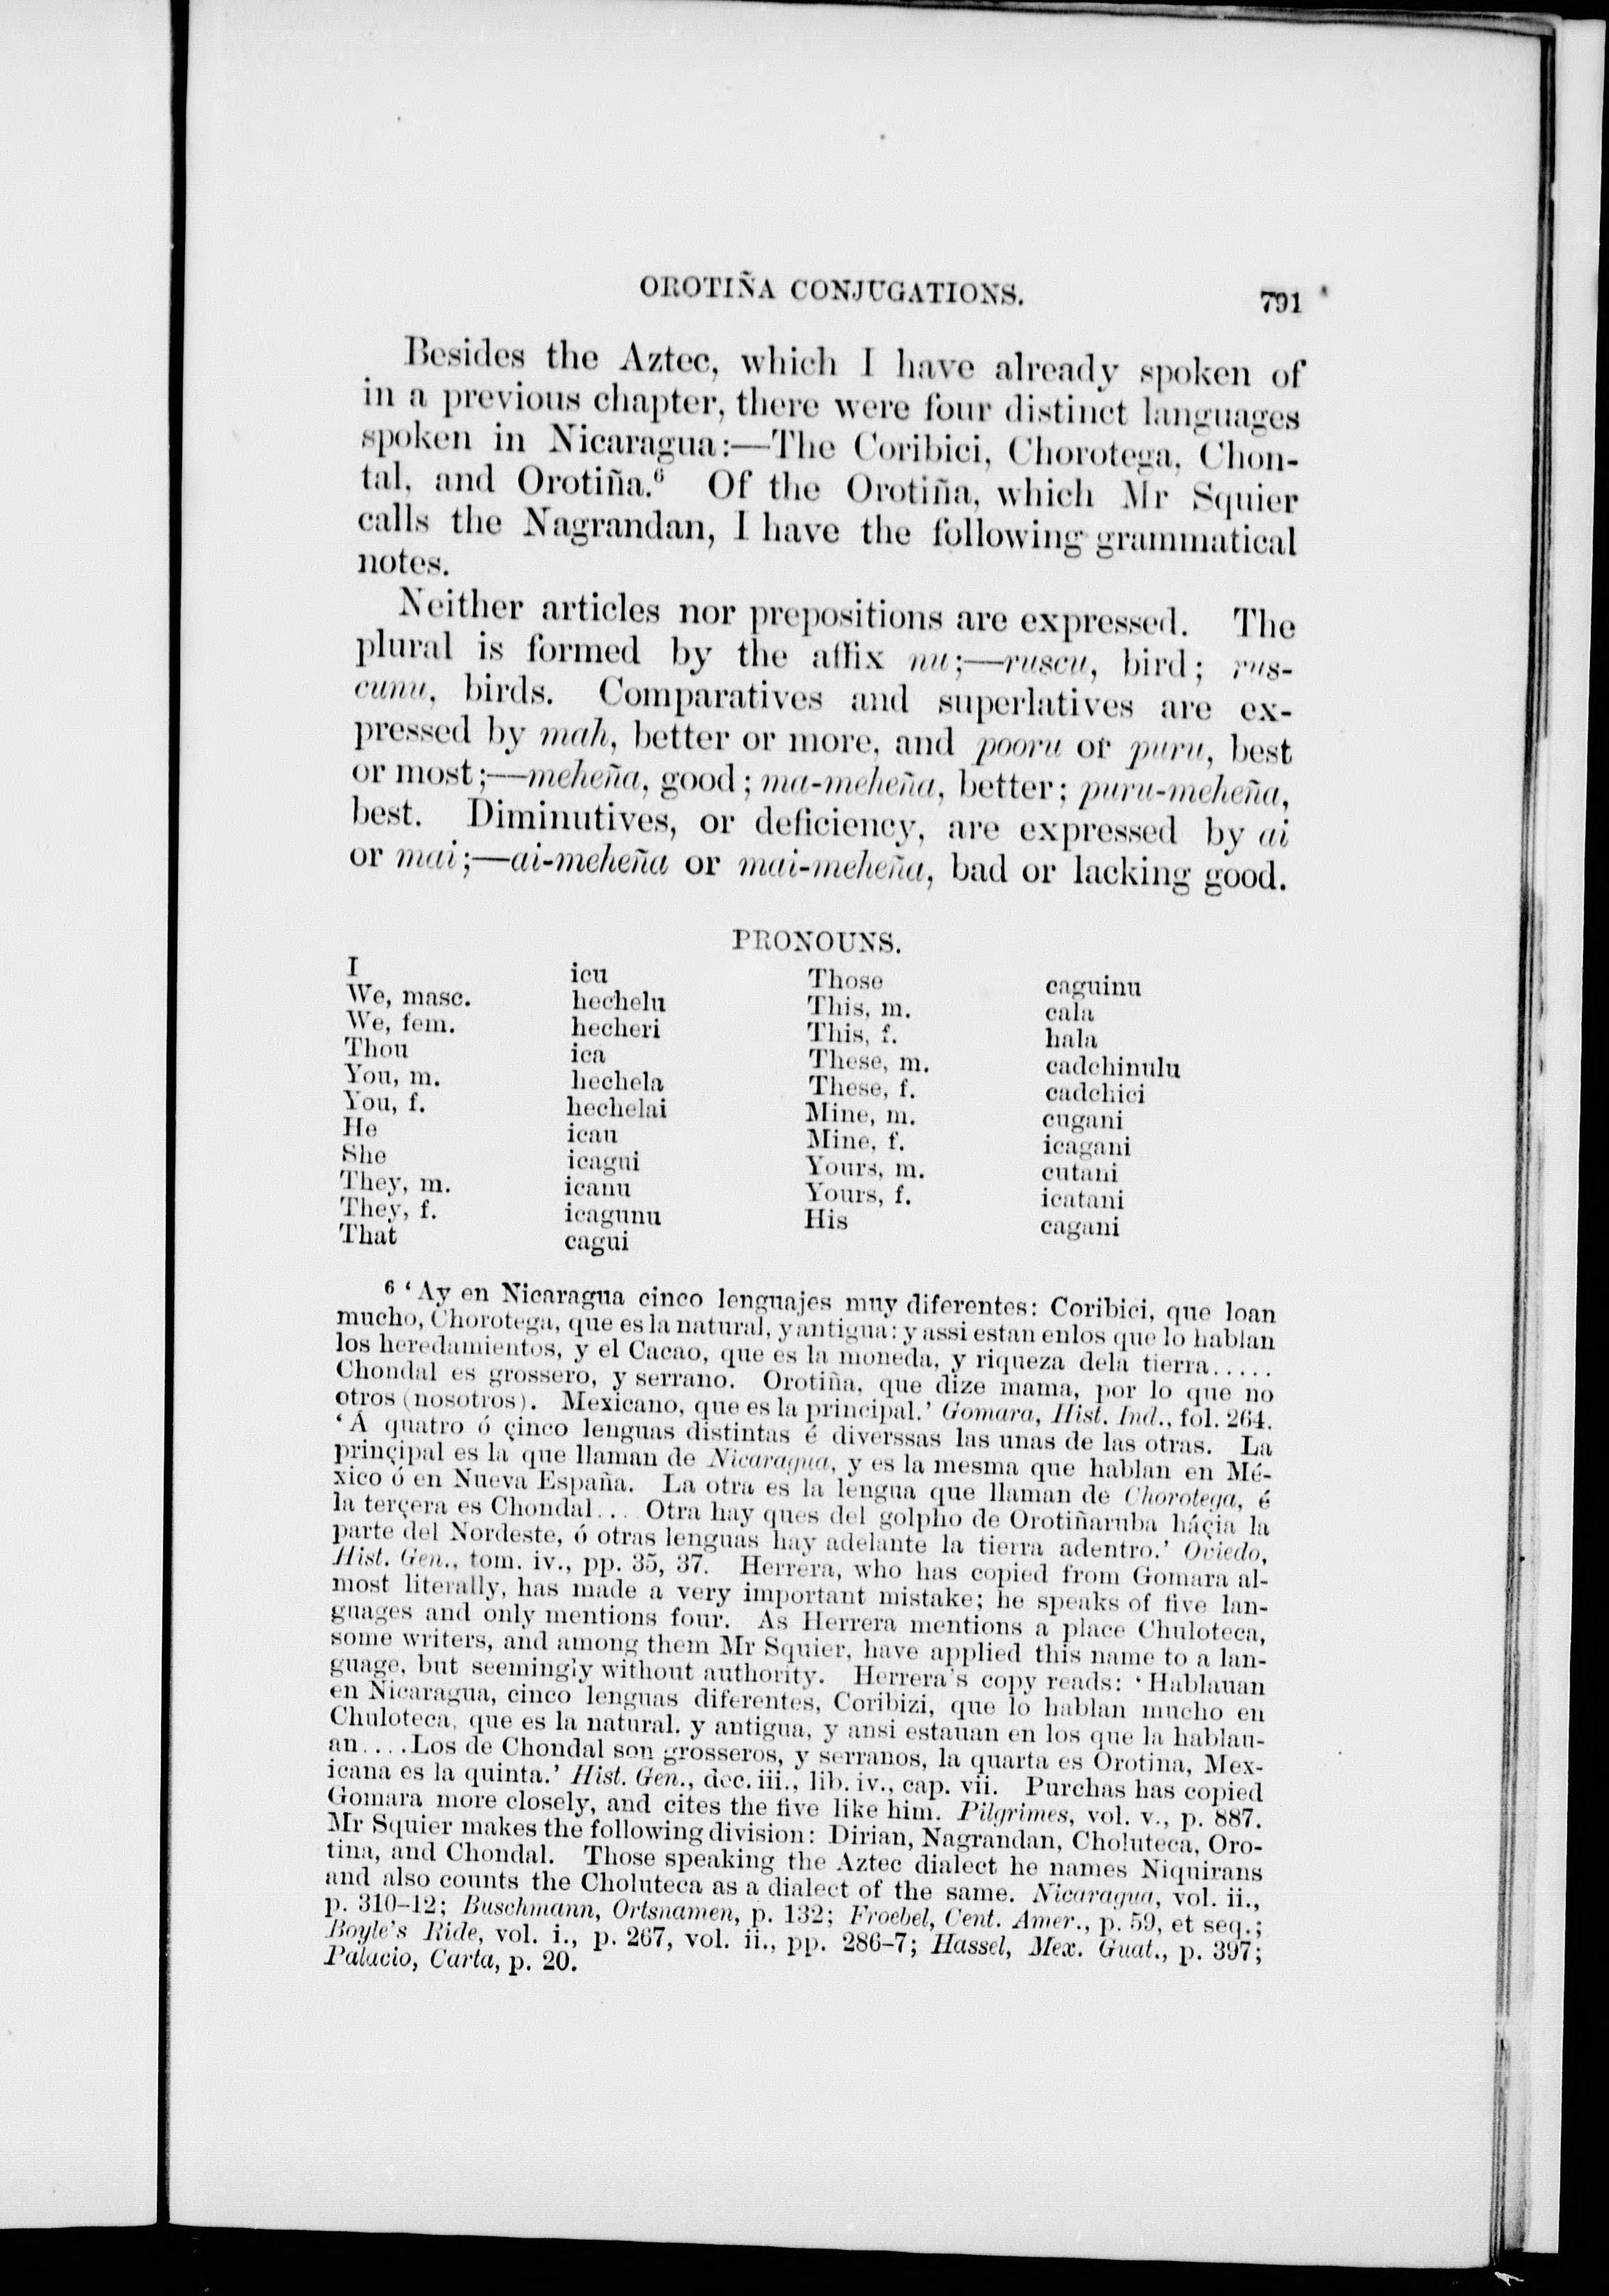 OROTIÑA CONJUGATIONS. 791
Besides the Aztec, which I have already spoken of
in a previous chapter, there were four distinct languages
spoken in Nicaragua:—The Coribici, Chorotega, Chon-
tal, and Orotiña.⁶ Of the Orotiña, which Mr Squier
calls the Nagrandan, I have the following grammatical
notes.
Neither articles nor prepositions are expressed. The
plural is formed by the affix nu;—ruscu, bird; rus-
cunu, birds. Comparatives and superlatives are ex-
pressed by mah, better or more, and pooru or puru, best
or most;—meheña, good; ma-meheña, better; puru-meheña,
best. Diminutives, or deficiency, are expressed by ai
or mai;—ai-meheña or mai-meheña, bad or lacking good.
PRONOUNS.
I icu Those caguinu
We, masc. hechelu This, m. cala
We, fem. hecheri This, f. hala
Thou ica These, m. cadchinulu
You, m. hechela These, f. cadchici
You, f. hechelai Mine, m. cugani
He icau Mine, f. icagani
She icagui Yours, m. cutani
They, m. icanu Yours, f. icatani
They, f. icagunu His cagani
That cagui
6 ‘Ay en Nicaragua cinco lenguajes muy diferentes: Coribici, que loan
mucho, Chorotega, que es la natural, y antigua: y assi estan enlos que lo hablan
los heredamientos, y el Cacao, que es la moneda, y riqueza dela tierra.....
Chondal es grossero, y serrano. Orotiña, que dize mama, por lo que no
otros (nosotros). Mexicano, que es la principal.’ Gomara, Hist. Ind., fol. 264.
‘Á quatro ó çinco lenguas distintas é diverssas las unas de las otras. La
prinçipal es la que llaman de Nicaragua, y es la mesma que hablan en Mé-
xico ó en Nueva España. La otra es la lengua que llaman de Chorotega, é
la terçera es Chondal.... Otra hay ques del golpho de Orotiñaruba háçia la
parte del Nordeste, ó otras lenguas hay adelante la tierra adentro.’ Oviedo,
Hist. Gen., tom. iv., pp. 35, 37. Herrera, who has copied from Gomara al-
most literally, has made a very important mistake; he speaks of five lan-
guages and only mentions four. As Herrera mentions a place Chuloteca,
some writers, and among them Mr Squier, have applied this name to a lan-
guage, but seemingly without authority. Herrera's copy reads: ‘Hablauan
en Nicaragua, cinco lenguas diferentes, Coribizi, que lo hablan mucho en
Chuloteca, que es la natural, y antigua, y ansi estauan en los que la hablau-
an....Los de Chondal son grosseros, y serranos, la quarta es Orotina, Mex-
icana es la quinta.’ Hist. Gen., dec. iii., lib. iv., cap. vii. Purchas has copied
Gomara more closely, and cites the five like him. Pilgrimes, vol. v., p. 887.
Mr Squier makes the following division: Dirian, Nagrandan, Choluteca, Oro-
tina, and Chondal. Those speaking the Aztec dialect he names Niquirans
and also counts the Choluteca as a dialect of the same. Nicaragua, vol. ii.,
p. 310-12; Buschmann, Ortsnamen, p. 132; Froebel, Cent. Amer., p. 59, et seq.;
Boyle's Ride, vol. i., p. 267, vol. ii., pp. 286-7; Hassel, Mex. Guat., p. 397;
Palacio, Carta, p. 20.